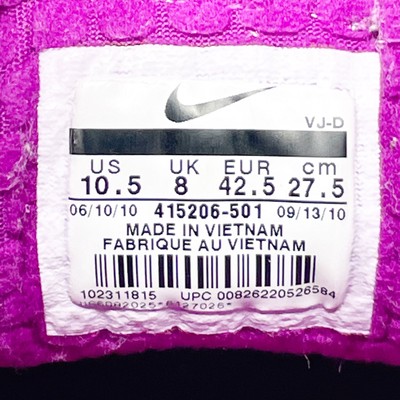 VJ-D
US UK EUR cm
10.5 8 42.5 27.5
06/10/10 415206-501 09/13/10
MADE IN VIETNAM
FABRIQUE AU VIETNAM
102311815 UPC 00826220526584